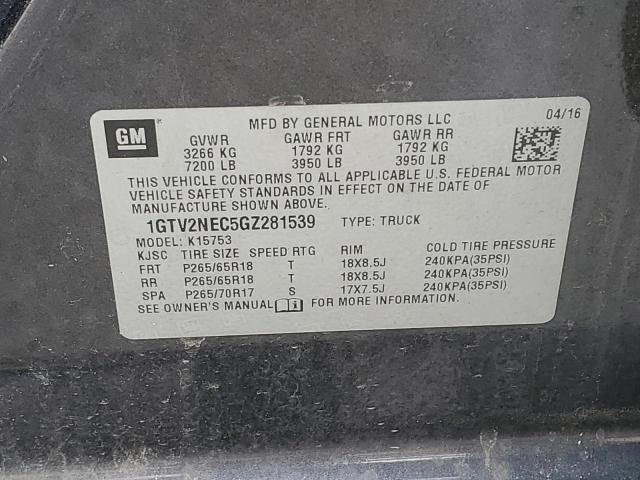 GM
MFD BY GENERAL MOTORS LLC 04/16
GVWR GAWR FRT GAWR RR
3266 KG 1792 KG 1792 KG
7200 LB 3950 LB 3950 LB
THIS VEHICLE CONFORMS TO ALL APPLICABLE U.S. FEDERAL MOTOR
VEHICLE SAFETY STANDARDS IN EFFECT ON THE DATE OF
MANUFACTURE SHOWN ABOVE.
1GTV2NEC5GZ281539 TYPE: TRUCK
MODEL: K15753
KJSC TIRE SIZE SPEED RTG RIM COLD TIRE PRESSURE
FRT P265/65R18 T 18X8.5J 240KPA(35PSI)
RR P265/65R18 T 18X8.5J 240KPA(35PSI)
SPA P265/70R17 S 17X7.5J 240KPA(35PSI)
SEE OWNER'S MANUAL FOR MORE INFORMATION.